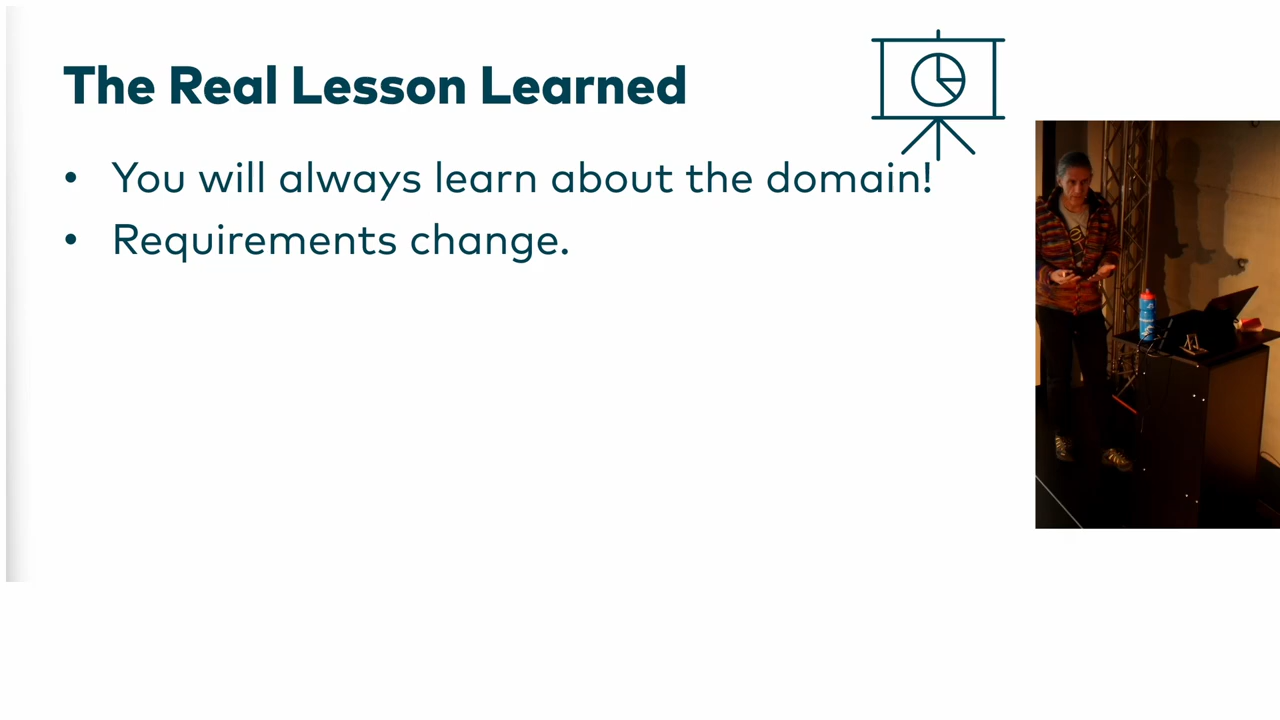 The Real Lesson Learned
• You will always learn about the domain!
• Requirements change.